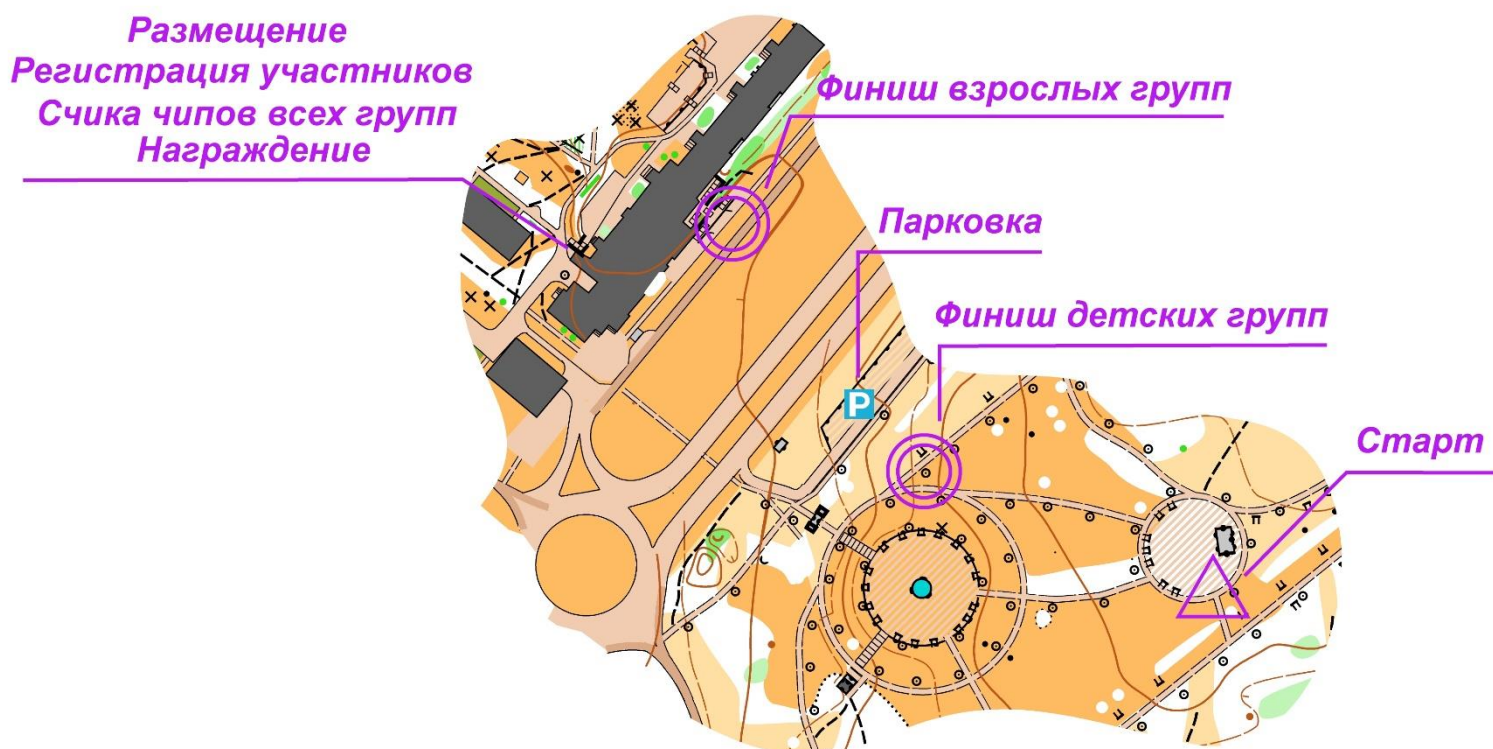 Размещение
Регистрация участников
Счика чипов всех групп
Награждение
Финиш взрослых групп
Парковка
Финиш детских групп
P
Старт